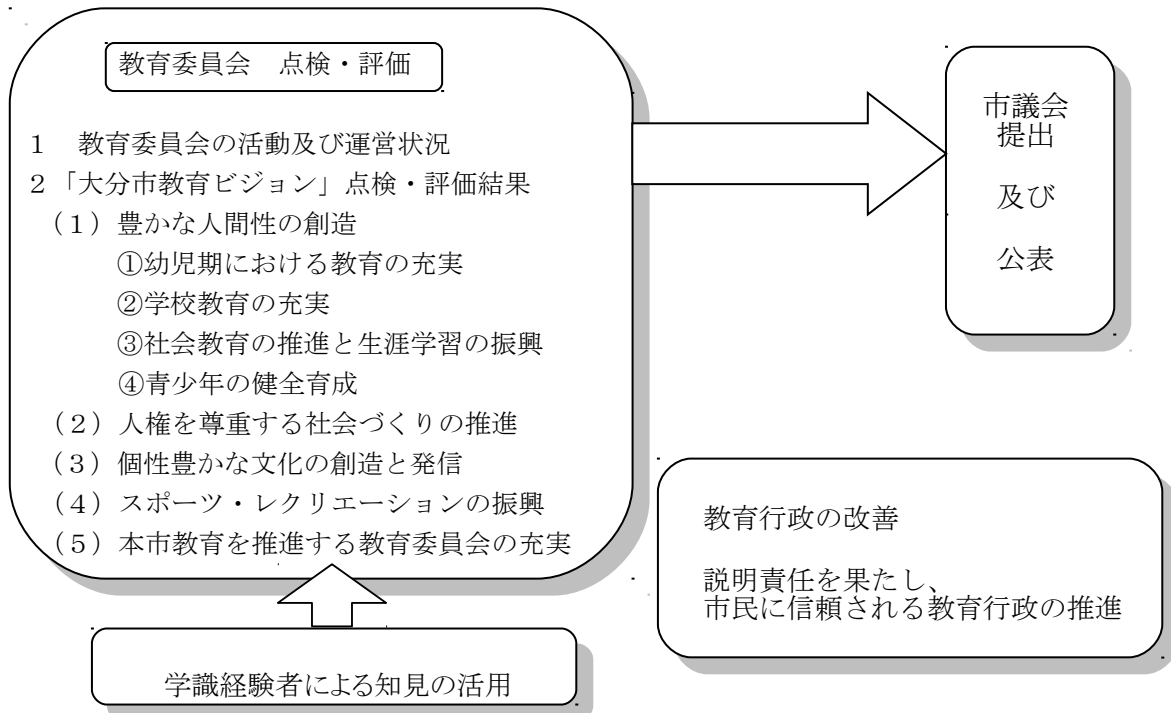 教育委員会　点検・評価
１　教育委員会の活動及び運営状況
２「大分市教育ビジョン」点検・評価結果
（１）豊かな人間性の創造
①幼児期における教育の充実
②学校教育の充実
③社会教育の推進と生涯学習の振興
④青少年の健全育成
（２）人権を尊重する社会づくりの推進
（３）個性豊かな文化の創造と発信
（４）スポーツ・レクリエーションの振興
（５）本市教育を推進する教育委員会の充実
学識経験者による知見の活用
市議会
提出
及び
公表
教育行政の改善
説明責任を果たし、
市民に信頼される教育行政の推進